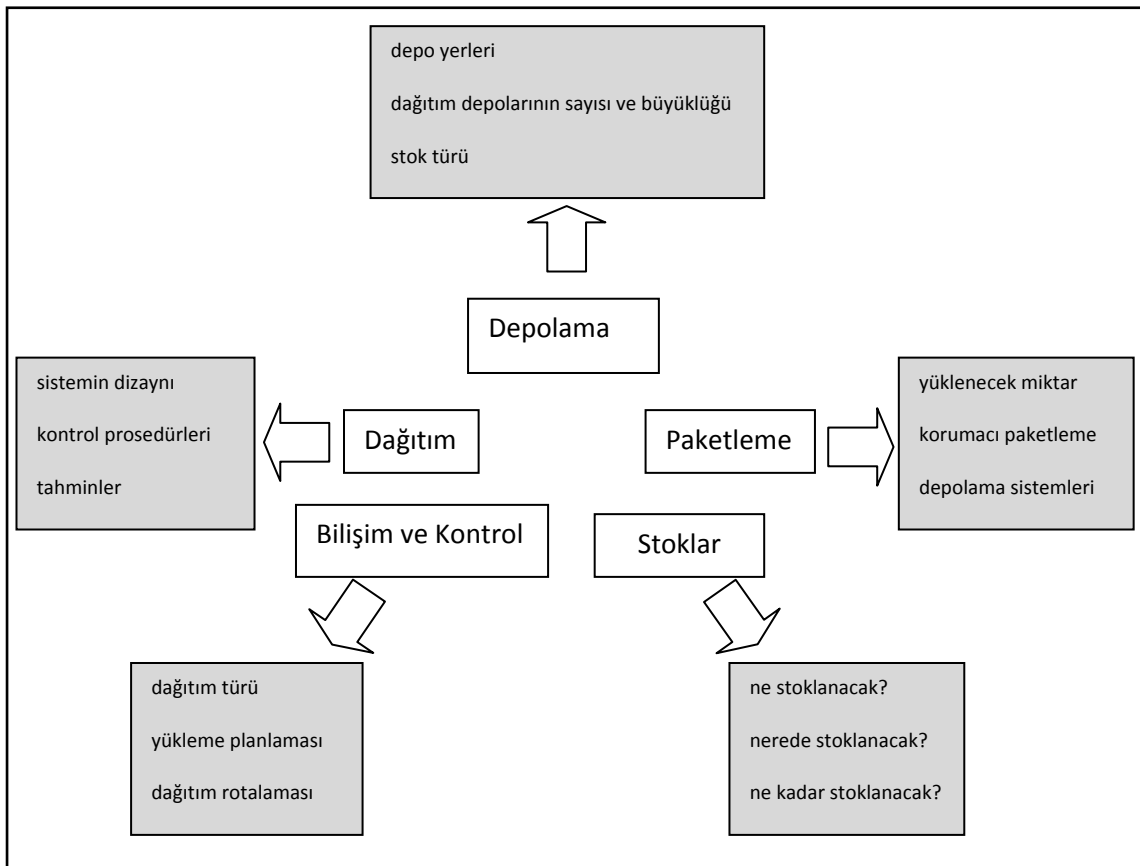 depo yerleri
dağıtım depolarının sayısı ve büyüklüğü
stok türü
Depolama
sistemin dizaynı
kontrol prosedürleri
tahminler
Dağıtım
Paketleme
yüklenecek miktar
korumacı paketleme
depolama sistemleri
Bilişim ve Kontrol
Stoklar
dağıtım türü
yükleme planlaması
dağıtım rotalaması
ne stoklanacak?
nerede stoklanacak?
ne kadar stoklanacak?